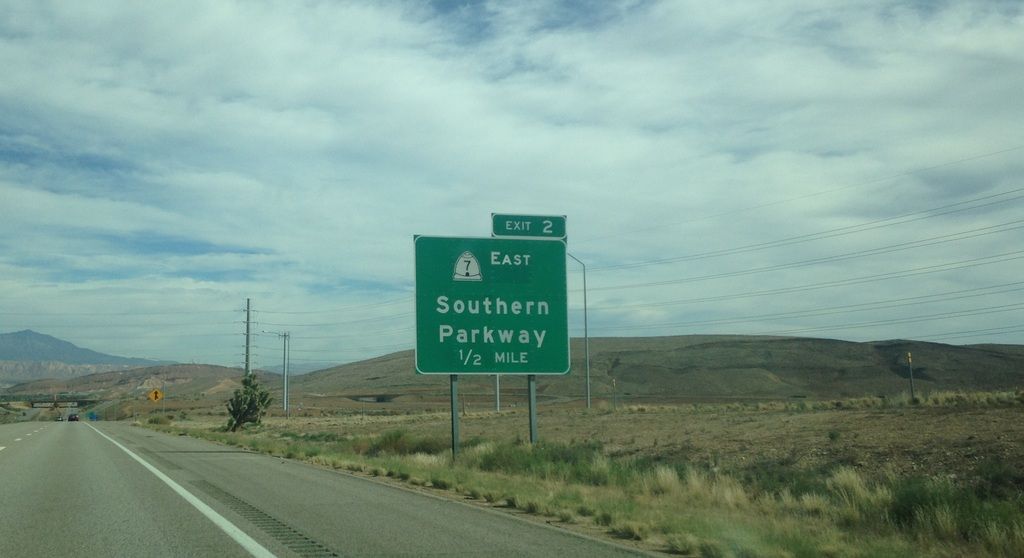 EXIT 2
7 EAST
Southern
Parkway
1/2 MILE